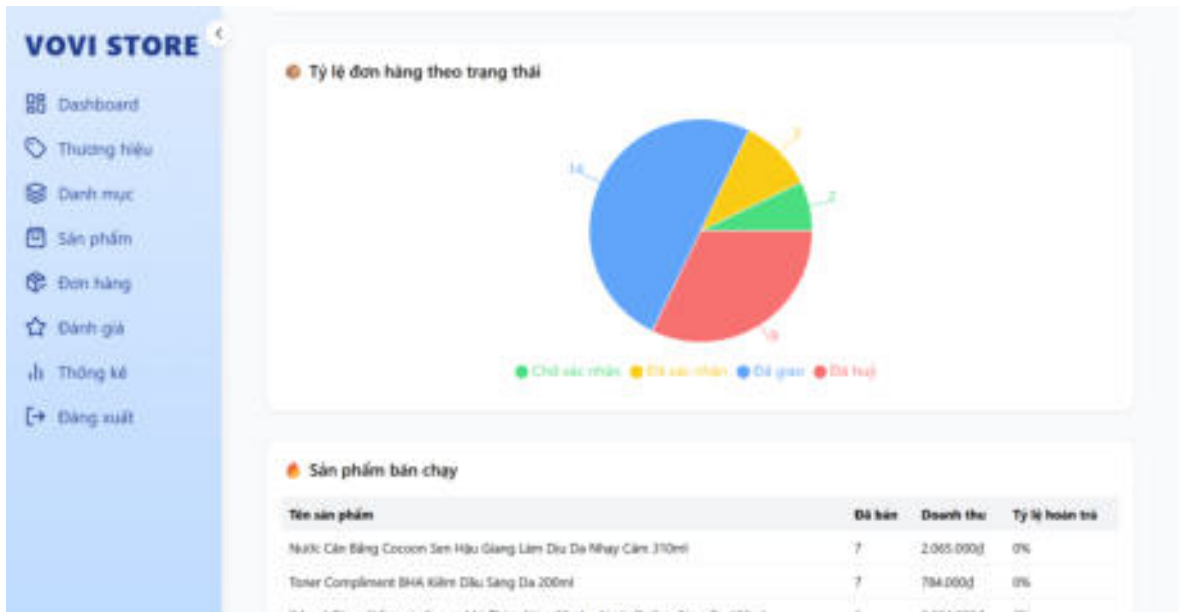 VOVI STORE
Dashboard
Thương hiệu
Danh mục
Sản phẩm
Đơn hàng
Đánh giá
Thống kê
Đăng xuất
Tỷ lệ đơn hàng theo trạng thái
2
9
Chờ xác nhận Đã xác nhận Đã giao Đã huỷ
Sản phẩm bán chạy
Tên sản phẩm Đã bán Doanh thu Tỷ lệ hoàn trả
Nước Cân Bằng Cocoon Sen Hậu Giang Làm Dịu Da Nhạy Cảm 310ml 7 2.065.000₫ 0%
Toner Compliment BHA Kiềm Dầu Sáng Da 200ml 7 784.000₫ 0%